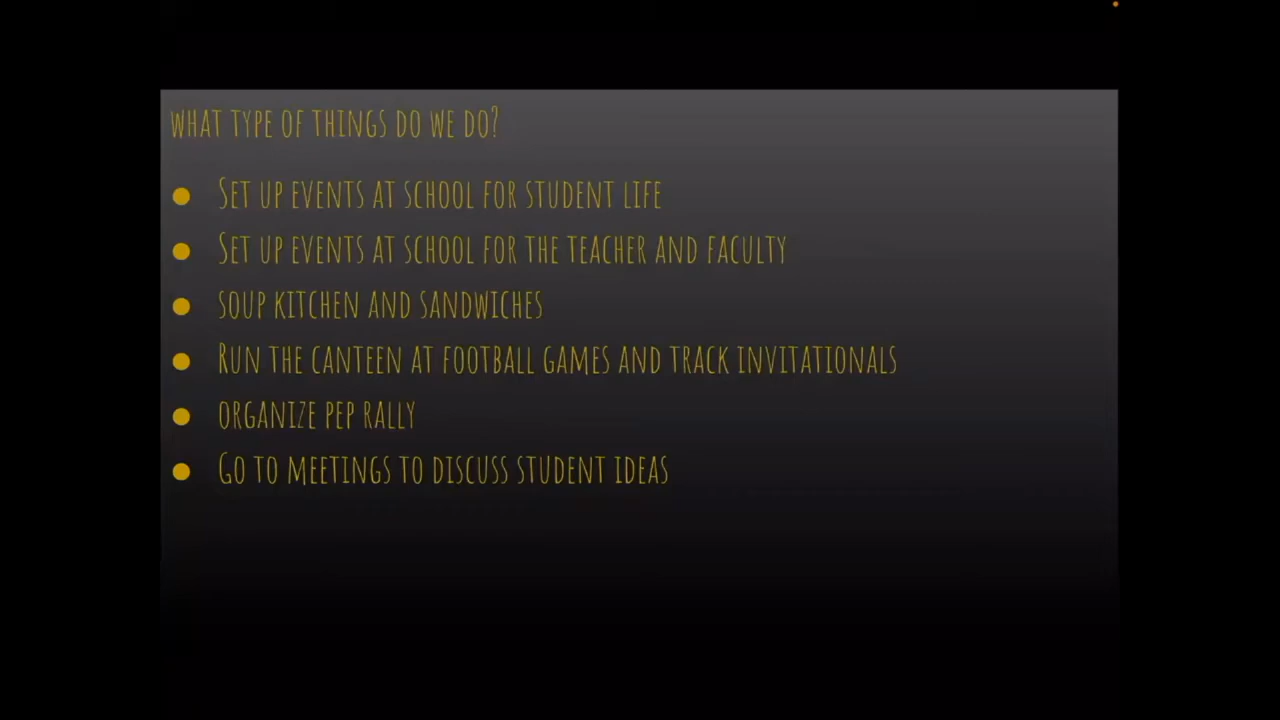 WHAT TYPE OF THINGS DO WE DO?
● SET UP EVENTS AT SCHOOL FOR STUDENT LIFE
● SET UP EVENTS AT SCHOOL FOR THE TEACHER AND FACULTY
● SOUP KITCHEN AND SANDWICHES
● RUN THE CANTEEN AT FOOTBALL GAMES AND TRACK INVITATIONALS
● ORGANIZE PEP RALLY
● GO TO MEETINGS TO DISCUSS STUDENT IDEAS